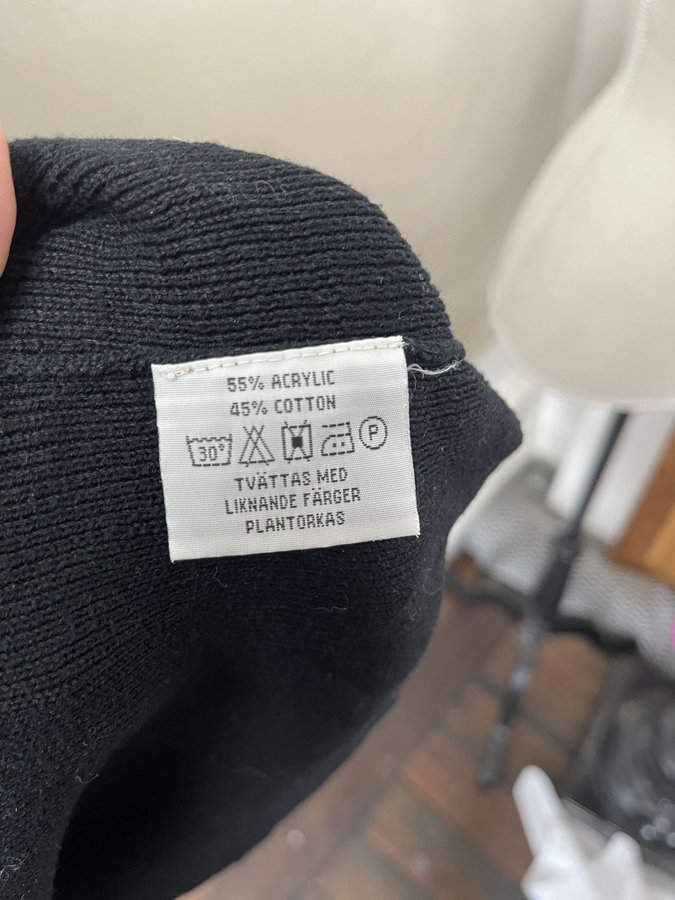 55% ACRYLIC
45% COTTON
30° P
TVÄTTAS MED
LIKNANDE FÄRGER
PLANTORKAS